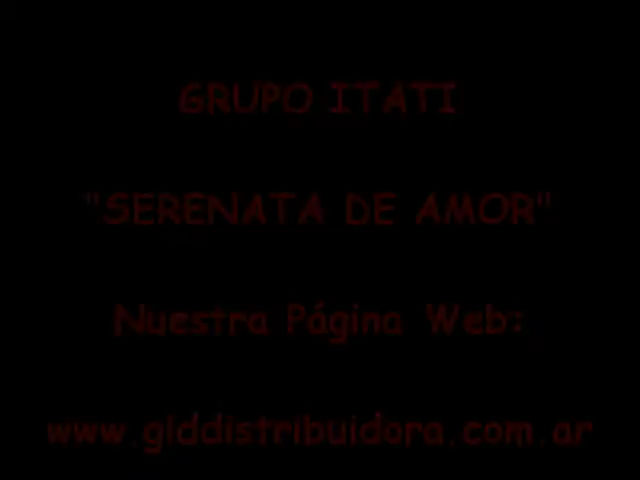 GRUPO ITATI
"SERENATA DE AMOR"
Nuestra Página Web:
www.giddistribuidora.com.ar